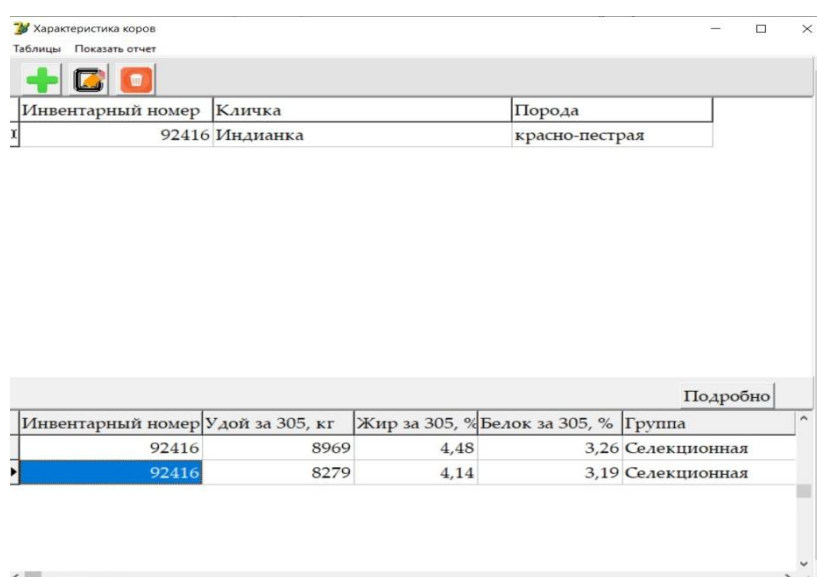 Характеристика коров
Таблицы Показать отчет
Инвентарный номер Кличка Порода
92416 Индианка красно-пестрая
Подробно
Инвентарный номер Удой за 305, кг Жир за 305, % Белок за 305, % Группа
92416 8969 4,48 3,26 Селекционная
92416 8279 4,14 3,19 Селекционная